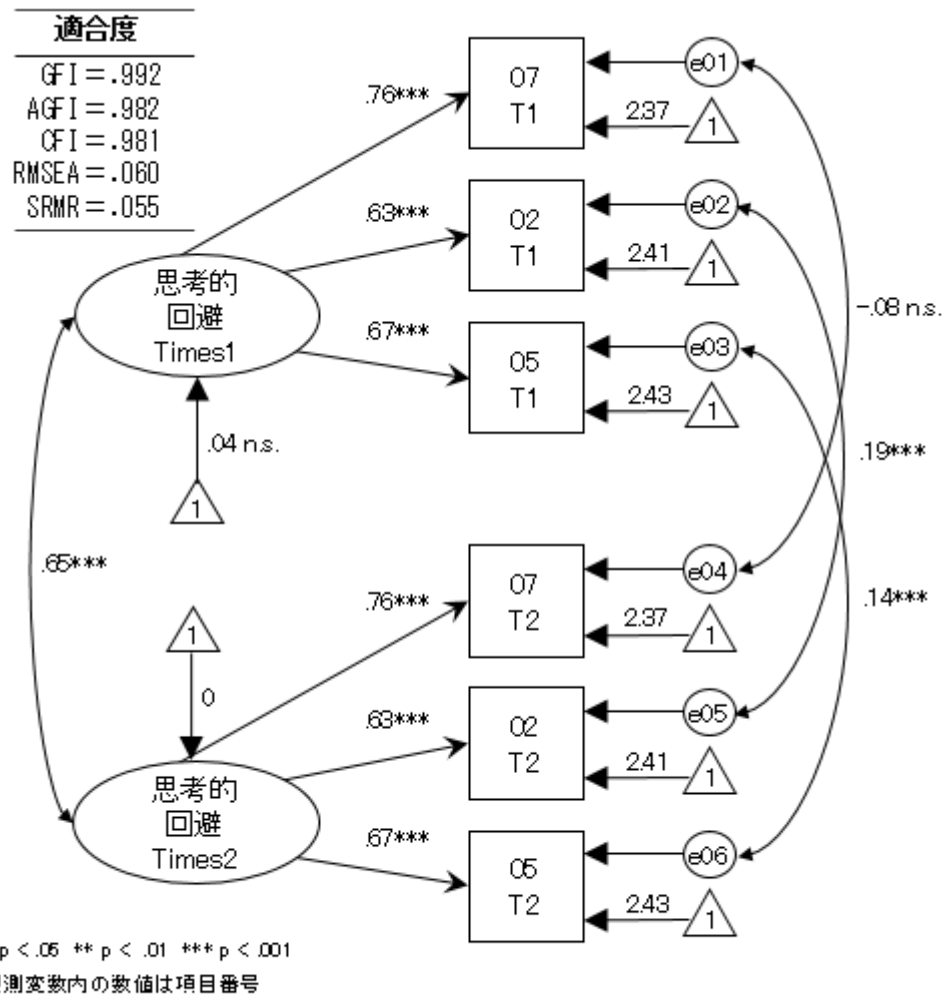 適合度
GFI＝.992
AGFI＝.982
CFI＝.981
RMSEA＝.060
SRMR＝.055
07
T1
e01
.76***
2.37
1
02
T1
e02
.63***
2.41
1
思考的
回避
Times1
05
T1
e03
.67***
2.43
1
-.08 n.s.
.04 n.s.
1
.19***
.65***
07
T2
e04
.76***
2.37
1
.14***
1
0
02
T2
e05
.63***
2.41
1
思考的
回避
Times2
05
T2
e06
.67***
2.43
1
p < .05 ** p < .01 *** p < .001
測変数内の数値は項目番号